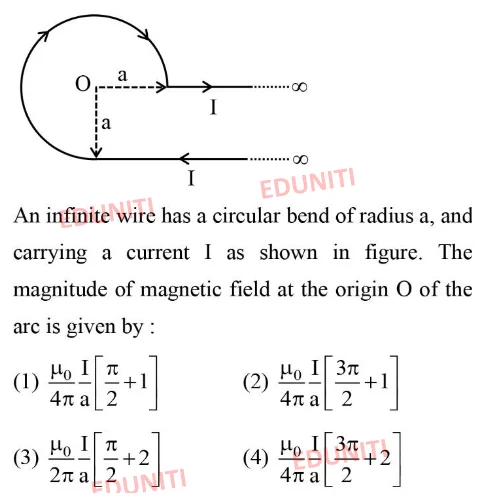 O a
I ∞
a
I ∞
EDUNITI
EDUNITI
An infinite wire has a circular bend of radius a, and
carrying a current I as shown in figure. The
magnitude of magnetic field at the origin O of the
arc is given by :
(1) μ₀/4π I/a [π/2 + 1] (2) μ₀/4π I/a [3π/2 + 1]
(3) μ₀/2π I/a [π/2 + 2] (4) μ₀/4π I/a [3π/2 + 2]
EDUNITI
EDUNITI